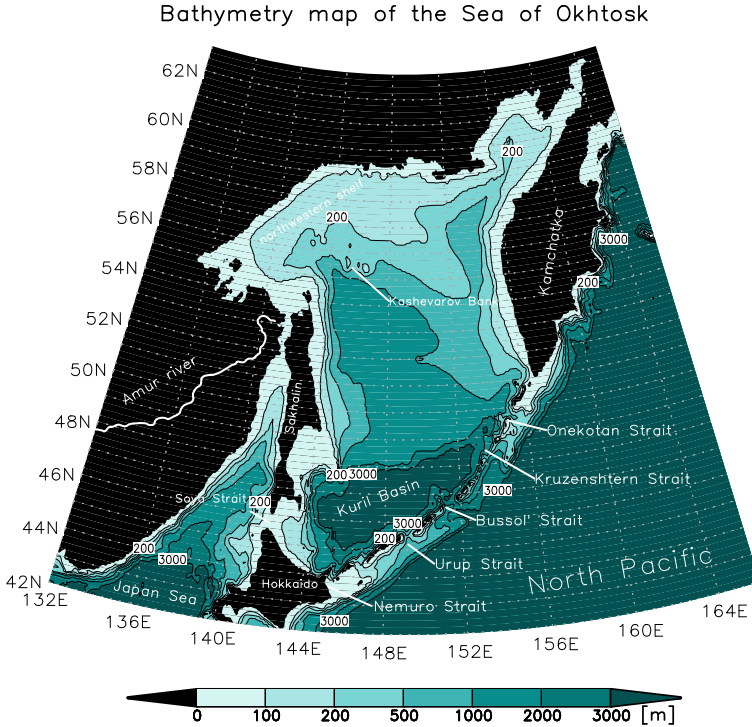 Bathymetry map of the Sea of Okhtosk
62N
60N
58N
200
northwestern shelf
200
56N
3000
Kamchatka
54N
200
Kashevarov Bank
52N
50N
Amur river
Sakhalin
48N
Onekotan Strait
46N
200 3000
Kruzenshtern Strait
Kuril Basin
3000
Soya Strait
200
44N
Bussol' Strait
3000
200
200
3000
Urup Strait
42N
Hokkaido
North Pacific
Japan Sea
Nemuro Strait
3000
132E
136E
140E
144E
148E
152E
156E
160E
164E
0 100 200 500 1000 2000 3000 [m]